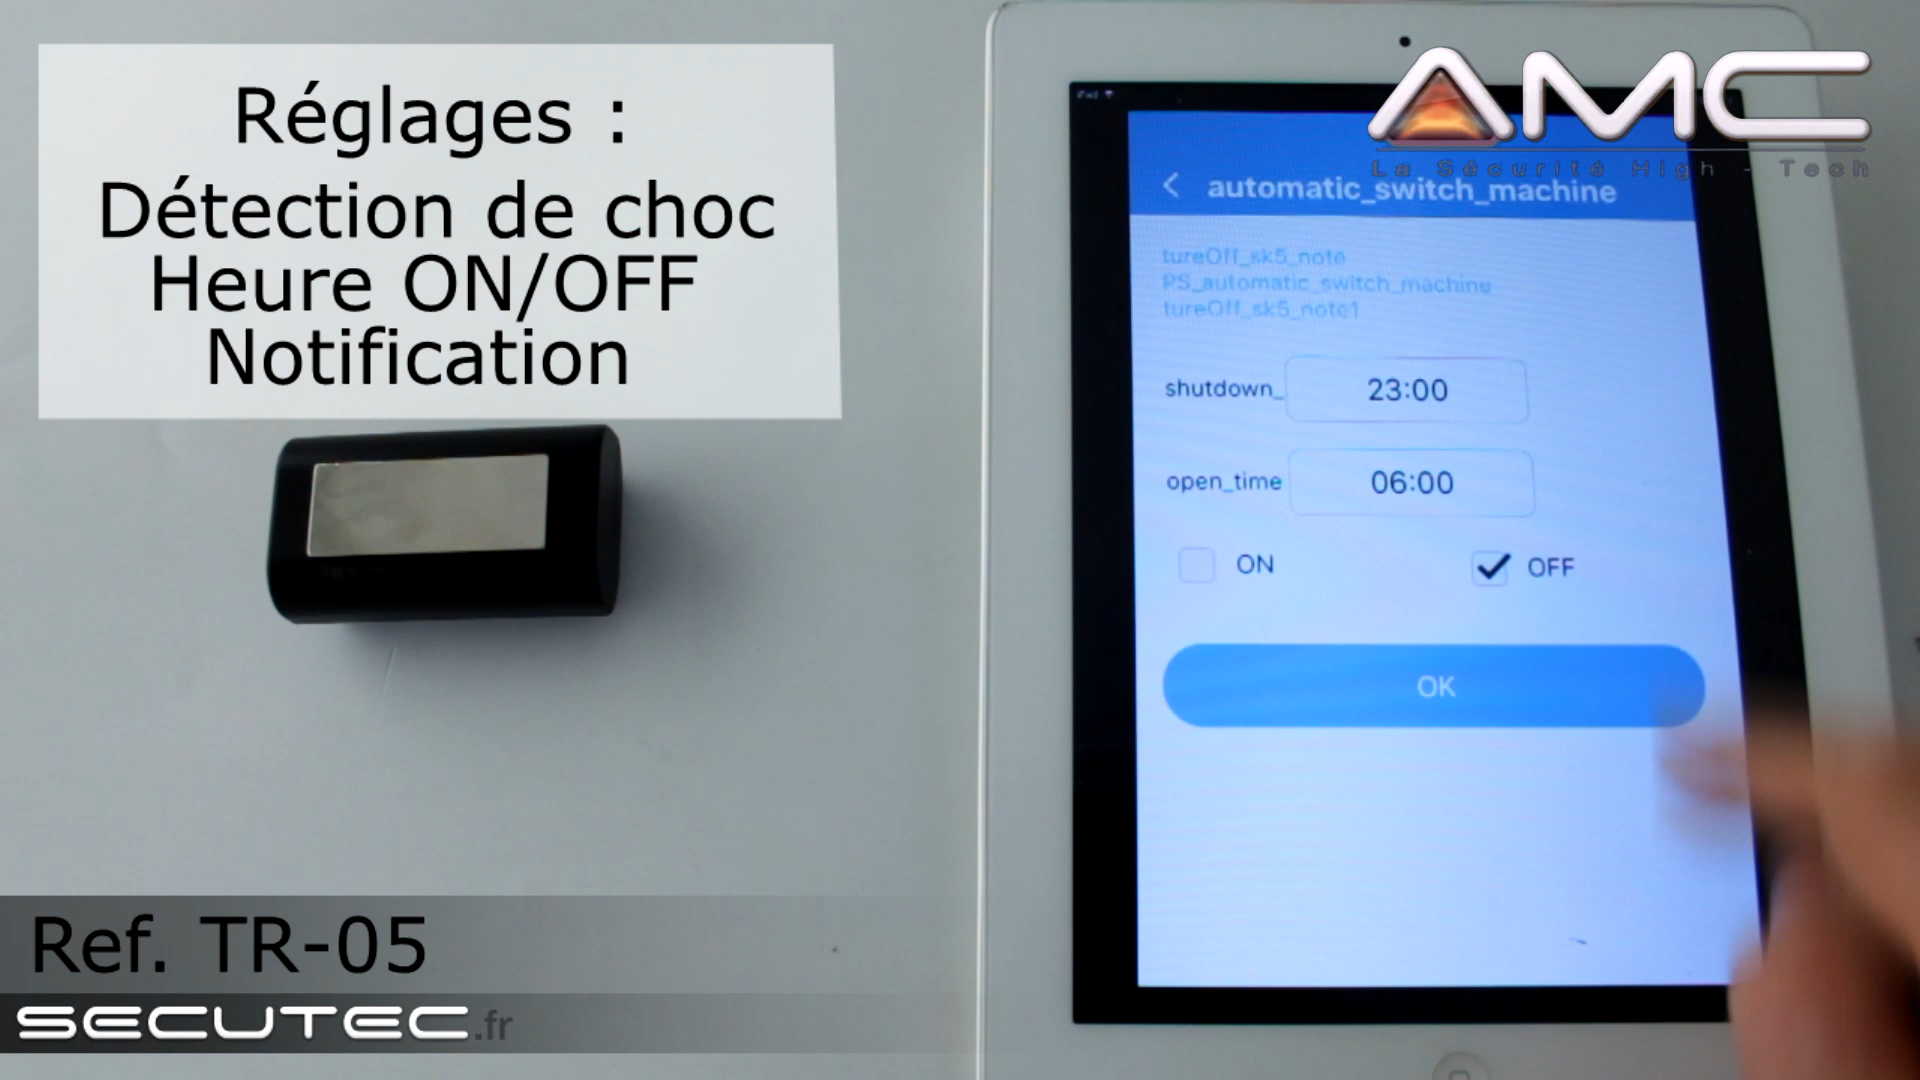 Réglages :
Détection de choc
Heure ON/OFF
Notification
AMC
La Sécurité High - Tech
iPad
< automatic_switch_machine
tureOff_sk5_note
PS_automatic_switch_machine
tureOff_sk5_note1
shutdown_ 23:00
open_time 06:00
ON OFF
OK
Ref. TR-05
SECUTEC.fr